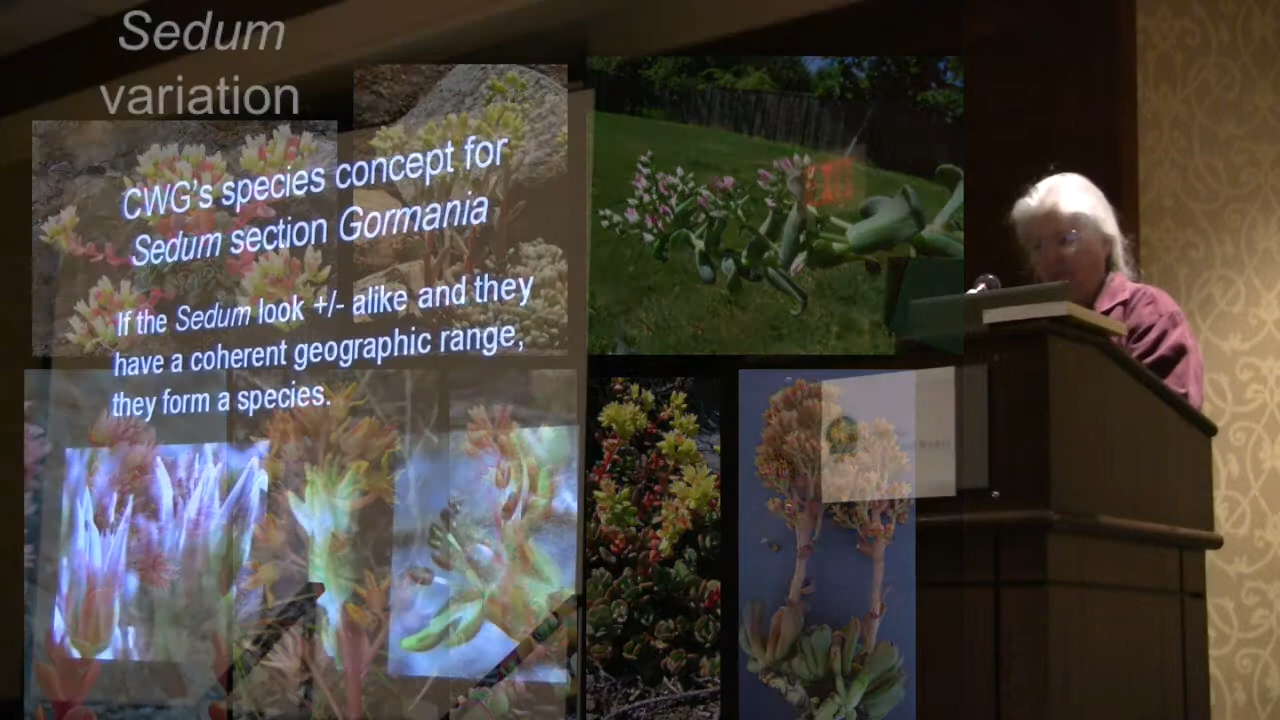 Sedum
variation
CWG's species concept for
Sedum section Gormania
If the Sedum look +/- alike and they
have a coherent geographic range,
they form a species.